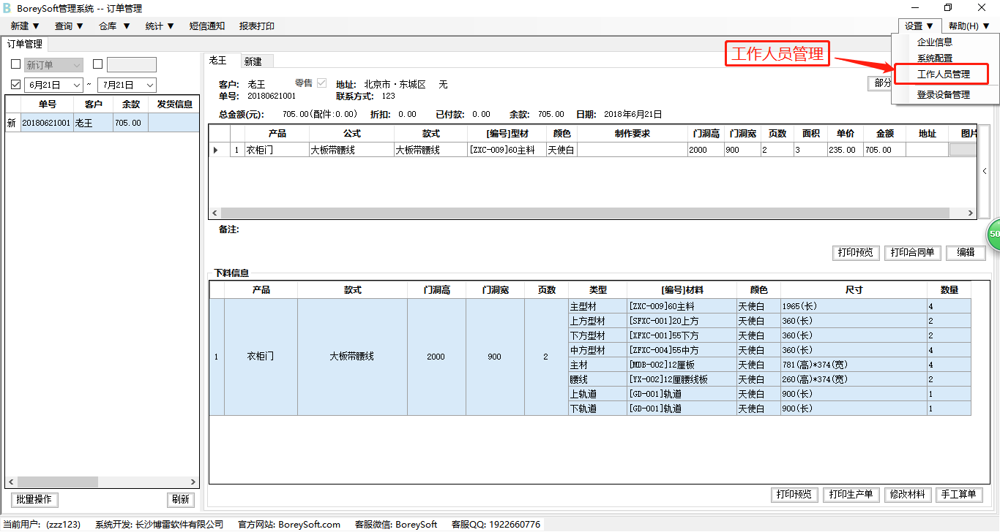 B BoreySoft管理系统 -- 订单管理
新建 ▼ 查询 ▼ 仓库 ▼ 统计 ▼ 短信通知 报表打印 设置 ▼ 帮助(H) ▼
企业信息
系统配置
工作人员管理
登录设备管理
工作人员管理
订单管理
新订单
6月21日 ~ 7月21日
单号 客户 余款 发货信息
新 20180621001 老王 705.00
批量操作 刷新
老王 新建
客户: 老王 零售 地址: 北京市·东城区 无
部分
单号: 20180621001 联系方式: 123
总金额(元): 705.00(配件:0.00) 折扣: 0.00 已付款: 0.00 余款: 705.00 日期: 2018年6月21日
产品 公式 款式 [编号]型材 颜色 制作要求 门洞高 门洞宽 页数 面积 单价 金额 地址 图片
1 衣柜门 大板带腰线 大板带腰线 [ZXC-009]60主料 天使白 2000 900 2 3 235.00 705.00
备注:
50
打印预览 打印合同单 编辑
下料信息
产品 款式 门洞高 门洞宽 页数 类型 [编号]材料 颜色 尺寸 数量
1 衣柜门 大板带腰线 2000 900 2
主型材 [ZXC-009]60主料 天使白 1965(长) 4
上方型材 [SFXC-001]20上方 天使白 360(长) 2
下方型材 [XFXC-001]55下方 天使白 360(长) 2
中方型材 [ZFXC-004]55中方 天使白 360(长) 4
主材 [MDB-002]12厘板 天使白 781(高)*374(宽) 4
腰线 [YX-002]12厘腰线板 天使白 260(高)*374(宽) 2
上轨道 [GD-001]轨道 天使白 900(长) 1
下轨道 [GD-001]轨道 天使白 900(长) 1
打印预览 打印生产单 修改材料 手工算单
当前用户: (zzz123) 系统开发: 长沙博雷软件有限公司 官方网站: BoreySoft.com 客服微信: BoreySoft 客服QQ: 1922660776